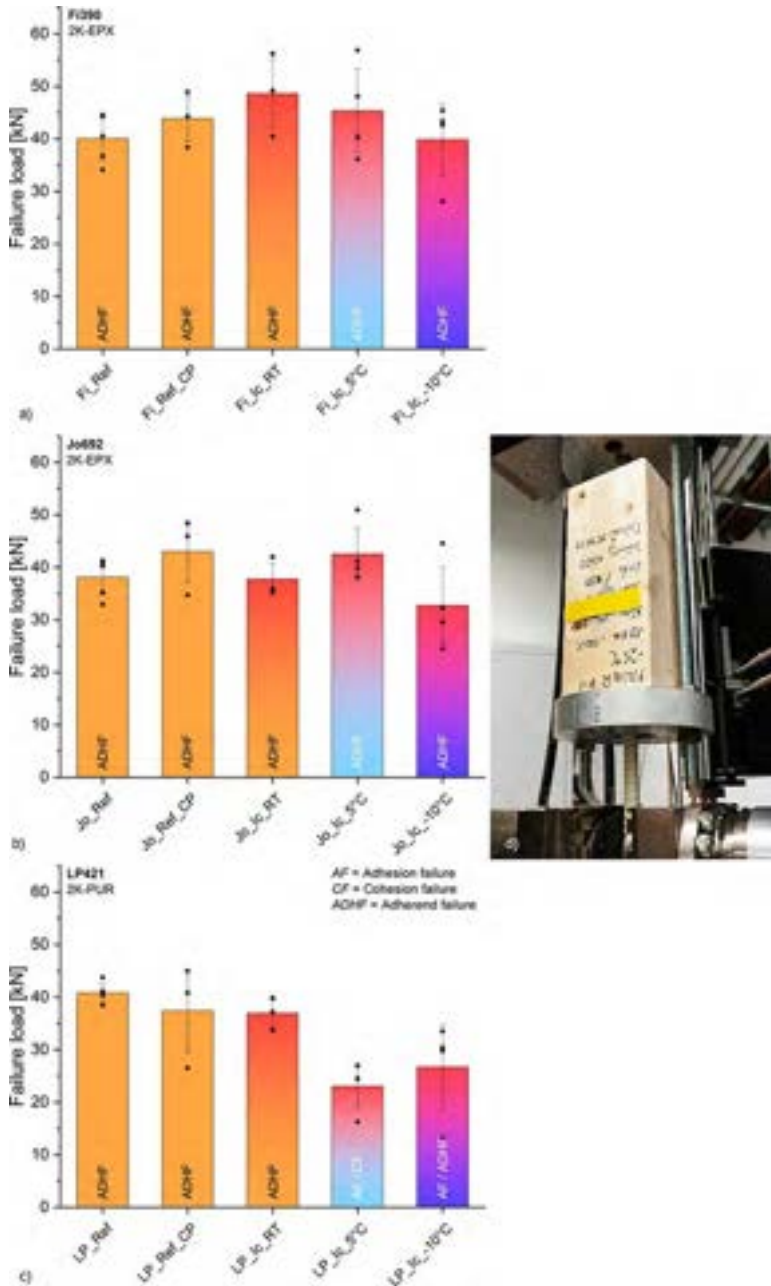 Fi390
2K-EPX
Failure load [kN]
60
50
40
30
20
10
0
ADHF
ADHF
ADHF
ADHF
ADHF
Fi_Ref
Fi_Ref_CP
Fi_Ic_RT
Fi_Ic_5°C
Fi_Ic_-10°C
a)
Jo692
2K-EPX
Failure load [kN]
60
50
40
30
20
10
0
ADHF
ADHF
ADHF
ADHF
ADHF
Jo_Ref
Jo_Ref_CP
Jo_Ic_RT
Jo_Ic_5°C
Jo_Ic_-10°C
b)
LP421
2K-PUR
AF = Adhesion failure
CF = Cohesion failure
ADHF = Adherend failure
Failure load [kN]
60
50
40
30
20
10
0
ADHF
ADHF
ADHF
AF / CF
AF / ADHF
LP_Ref
LP_Ref_CP
LP_Ic_RT
LP_Ic_5°C
LP_Ic_-10°C
c)